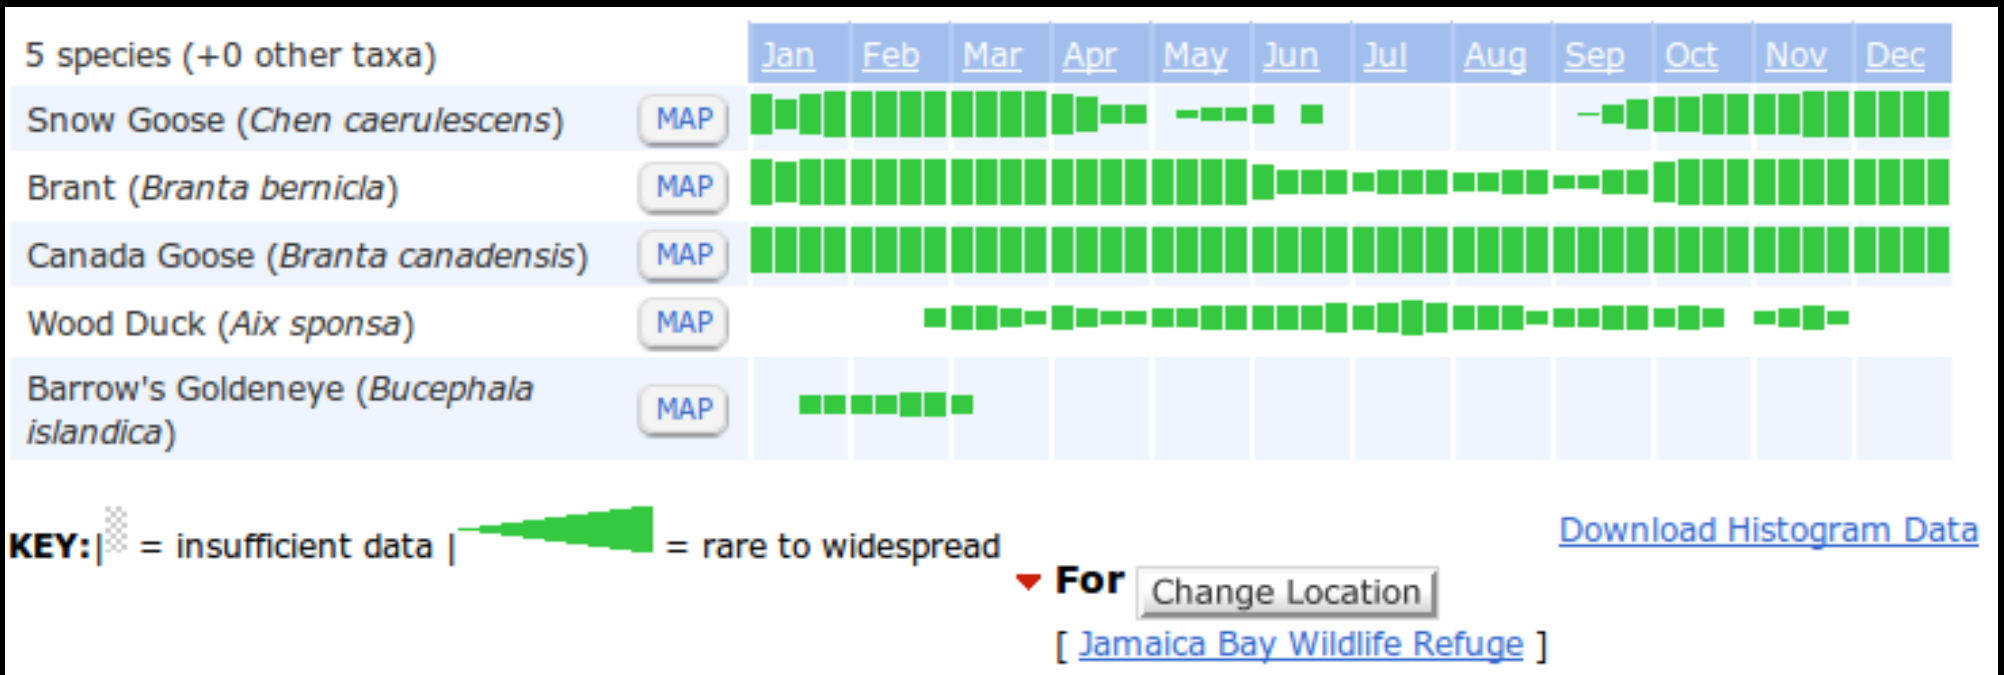 5 species (+0 other taxa) Jan Feb Mar Apr May Jun Jul Aug Sep Oct Nov Dec
Snow Goose (Chen caerulescens) MAP
Brant (Branta bernicla) MAP
Canada Goose (Branta canadensis) MAP
Wood Duck (Aix sponsa) MAP
Barrow's Goldeneye (Bucephala
islandica) MAP
KEY:| = insufficient data | = rare to widespread
Download Histogram Data
For Change Location
[ Jamaica Bay Wildlife Refuge ]